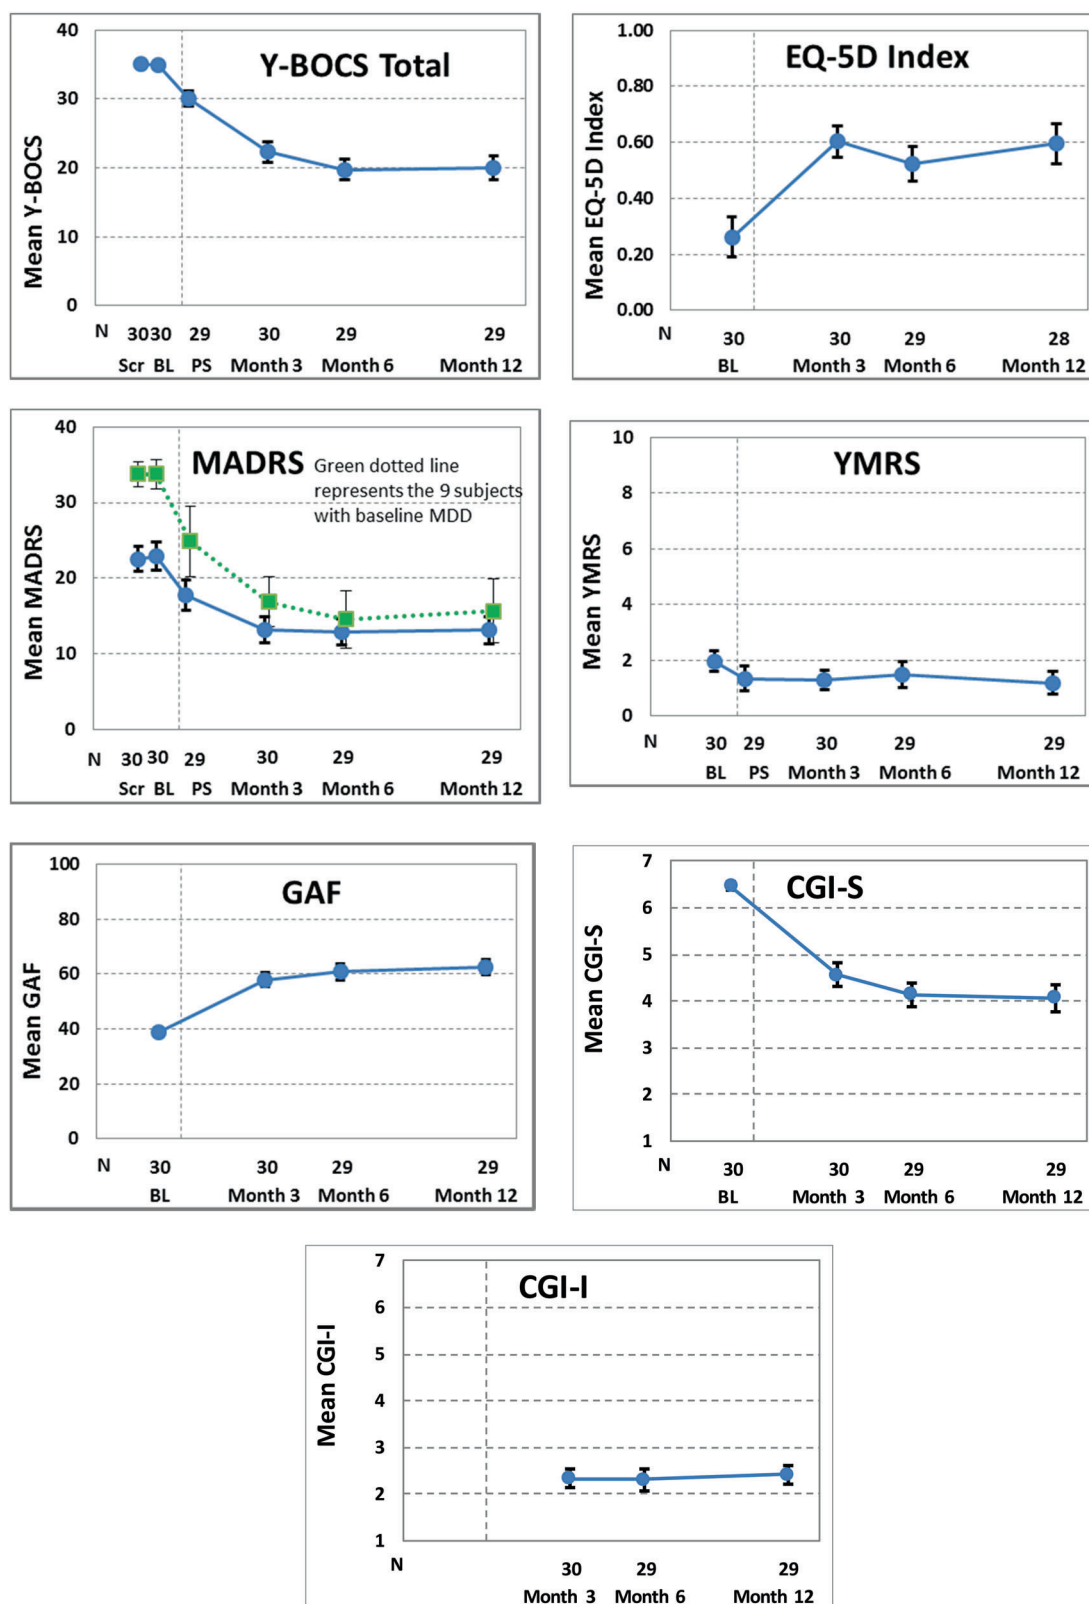 Y-BOCS Total
Mean Y-BOCS
40
30
20
10
0
N 30 30 29 30 29 29
Scr BL PS Month 3 Month 6 Month 12
EQ-5D Index
Mean EQ-5D Index
1.00
0.80
0.60
0.40
0.20
0.00
N 30 30 29 28
BL Month 3 Month 6 Month 12
MADRS
Green dotted line
represents the 9 subjects
with baseline MDD
Mean MADRS
40
30
20
10
0
N 30 30 29 30 29 29
Scr BL PS Month 3 Month 6 Month 12
YMRS
Mean YMRS
10
8
6
4
2
0
N 30 29 30 29 29
BL PS Month 3 Month 6 Month 12
GAF
Mean GAF
100
80
60
40
20
0
N 30 30 29 29
BL Month 3 Month 6 Month 12
CGI-S
Mean CGI-S
7
6
5
4
3
2
1
N 30 30 29 29
BL Month 3 Month 6 Month 12
CGI-I
Mean CGI-I
7
6
5
4
3
2
1
N 30 29 29
Month 3 Month 6 Month 12